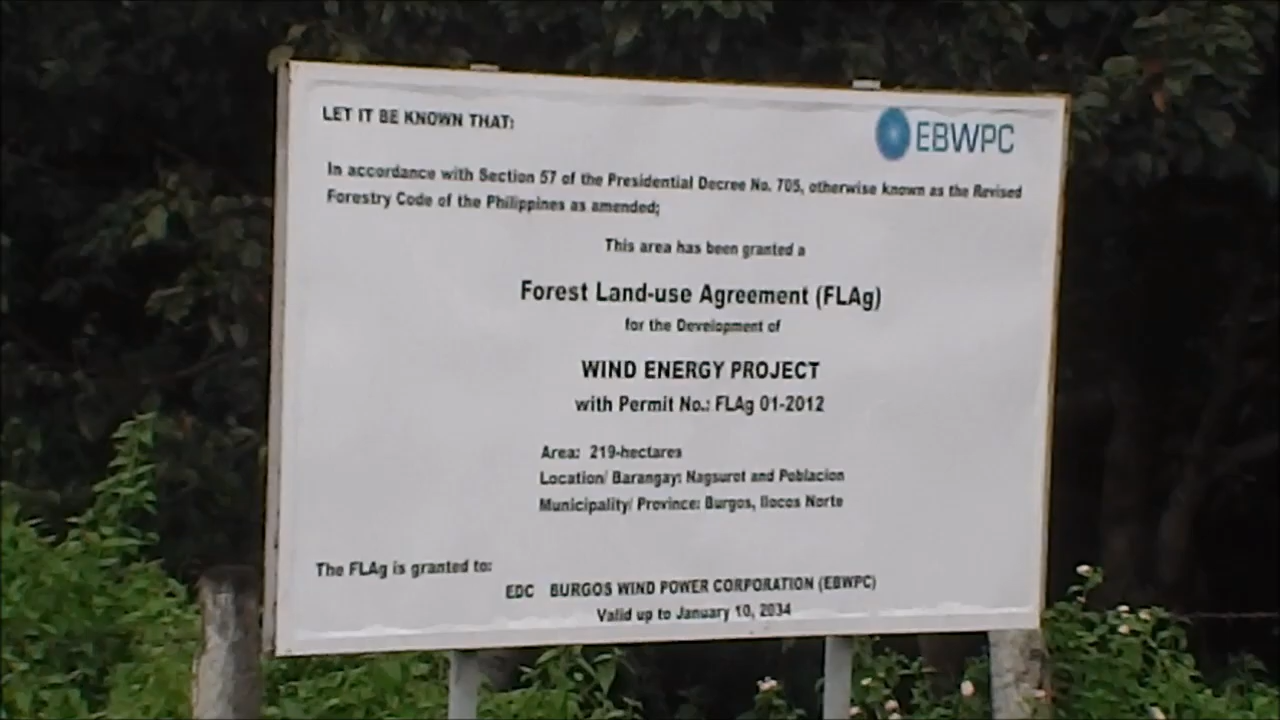 LET IT BE KNOWN THAT:
EBWPC
In accordance with Section 57 of the Presidential Decree No. 705, otherwise known as the Revised
Forestry Code of the Philippines as amended;
This area has been granted a
Forest Land-use Agreement (FLAg)
for the Development of
WIND ENERGY PROJECT
with Permit No.: FLAg 01-2012
Area: 219-hectares
Location/ Barangay: Nagsurot and Poblacion
Municipality/ Province: Burgos, Ilocos Norte
The FLAg is granted to:
EDC BURGOS WIND POWER CORPORATION (EBWPC)
Valid up to January 10, 2034